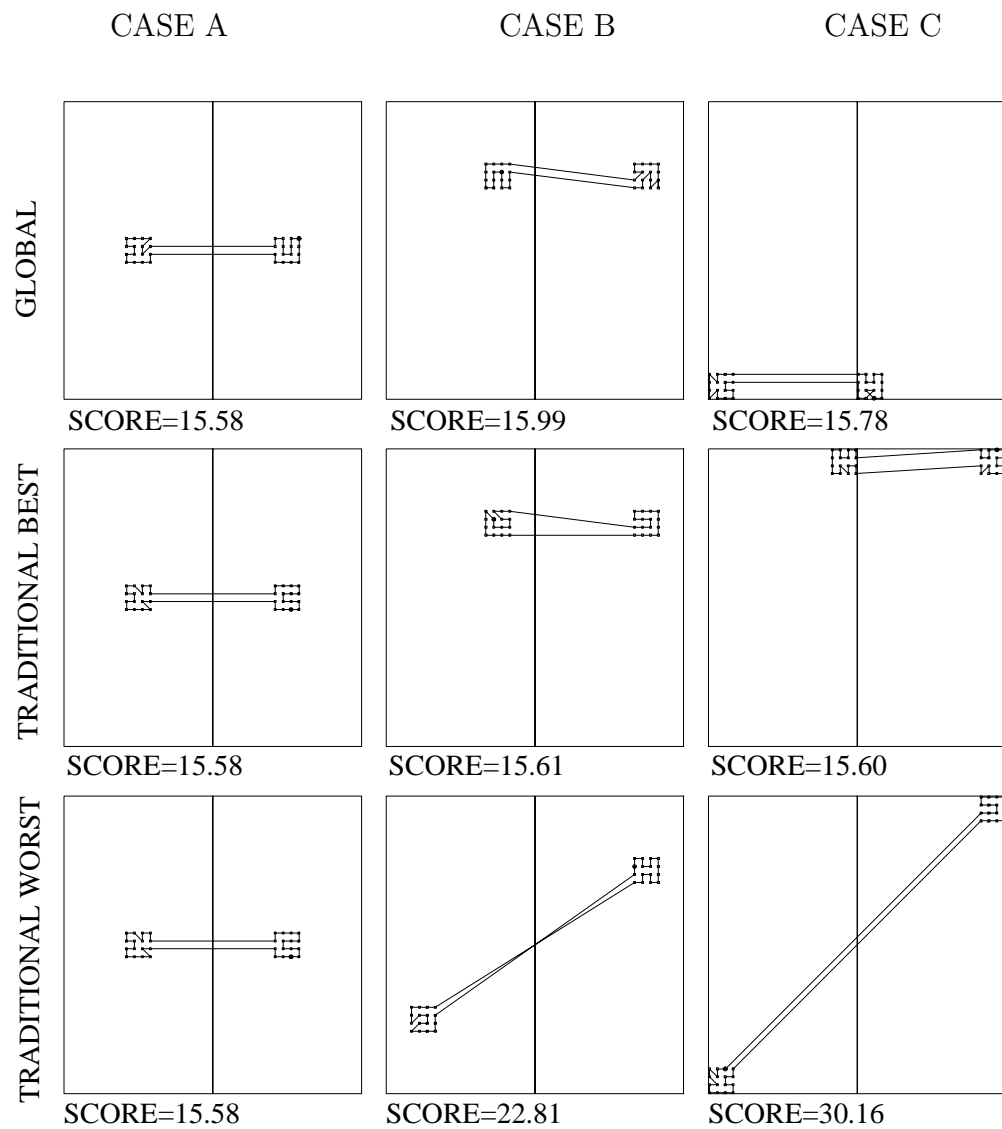 CASE A CASE B CASE C
GLOBAL
SCORE=15.58 SCORE=15.99 SCORE=15.78
TRADITIONAL BEST
SCORE=15.58 SCORE=15.61 SCORE=15.60
TRADITIONAL WORST
SCORE=15.58 SCORE=22.81 SCORE=30.16